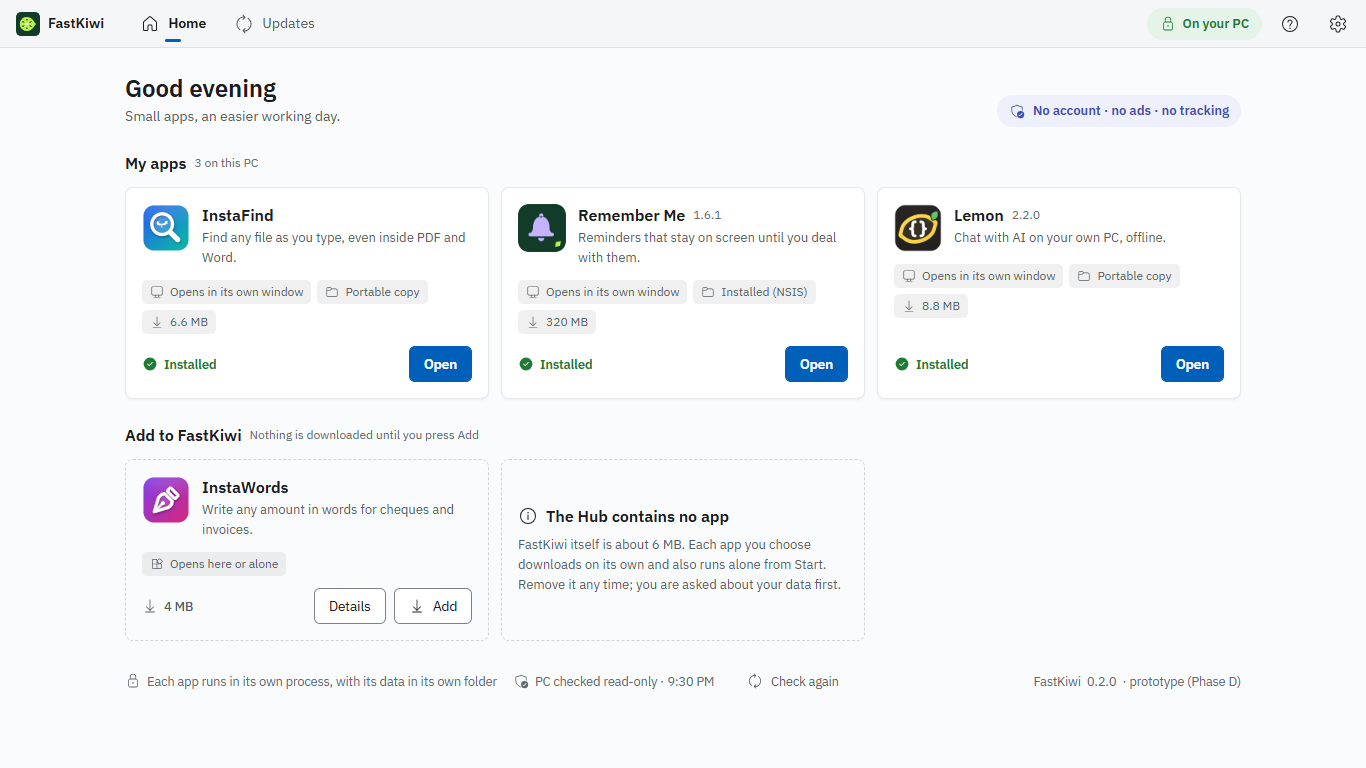 FastKiwi
Home
Updates
On your PC
Good evening
Small apps, an easier working day.
No account · no ads · no tracking
My apps 3 on this PC
InstaFind
Find any file as you type, even inside PDF and
Word.
Opens in its own window
Portable copy
6.6 MB
Installed
Open
Remember Me 1.6.1
Reminders that stay on screen until you deal
with them.
Opens in its own window
Installed (NSIS)
320 MB
Installed
Open
Lemon 2.2.0
Chat with AI on your own PC, offline.
Opens in its own window
Portable copy
8.8 MB
Installed
Open
Add to FastKiwi Nothing is downloaded until you press Add
InstaWords
Write any amount in words for cheques and
invoices.
Opens here or alone
4 MB
Details
Add
The Hub contains no app
FastKiwi itself is about 6 MB. Each app you choose
downloads on its own and also runs alone from Start.
Remove it any time; you are asked about your data first.
Each app runs in its own process, with its data in its own folder
PC checked read-only · 9:30 PM
Check again
FastKiwi 0.2.0 · prototype (Phase D)